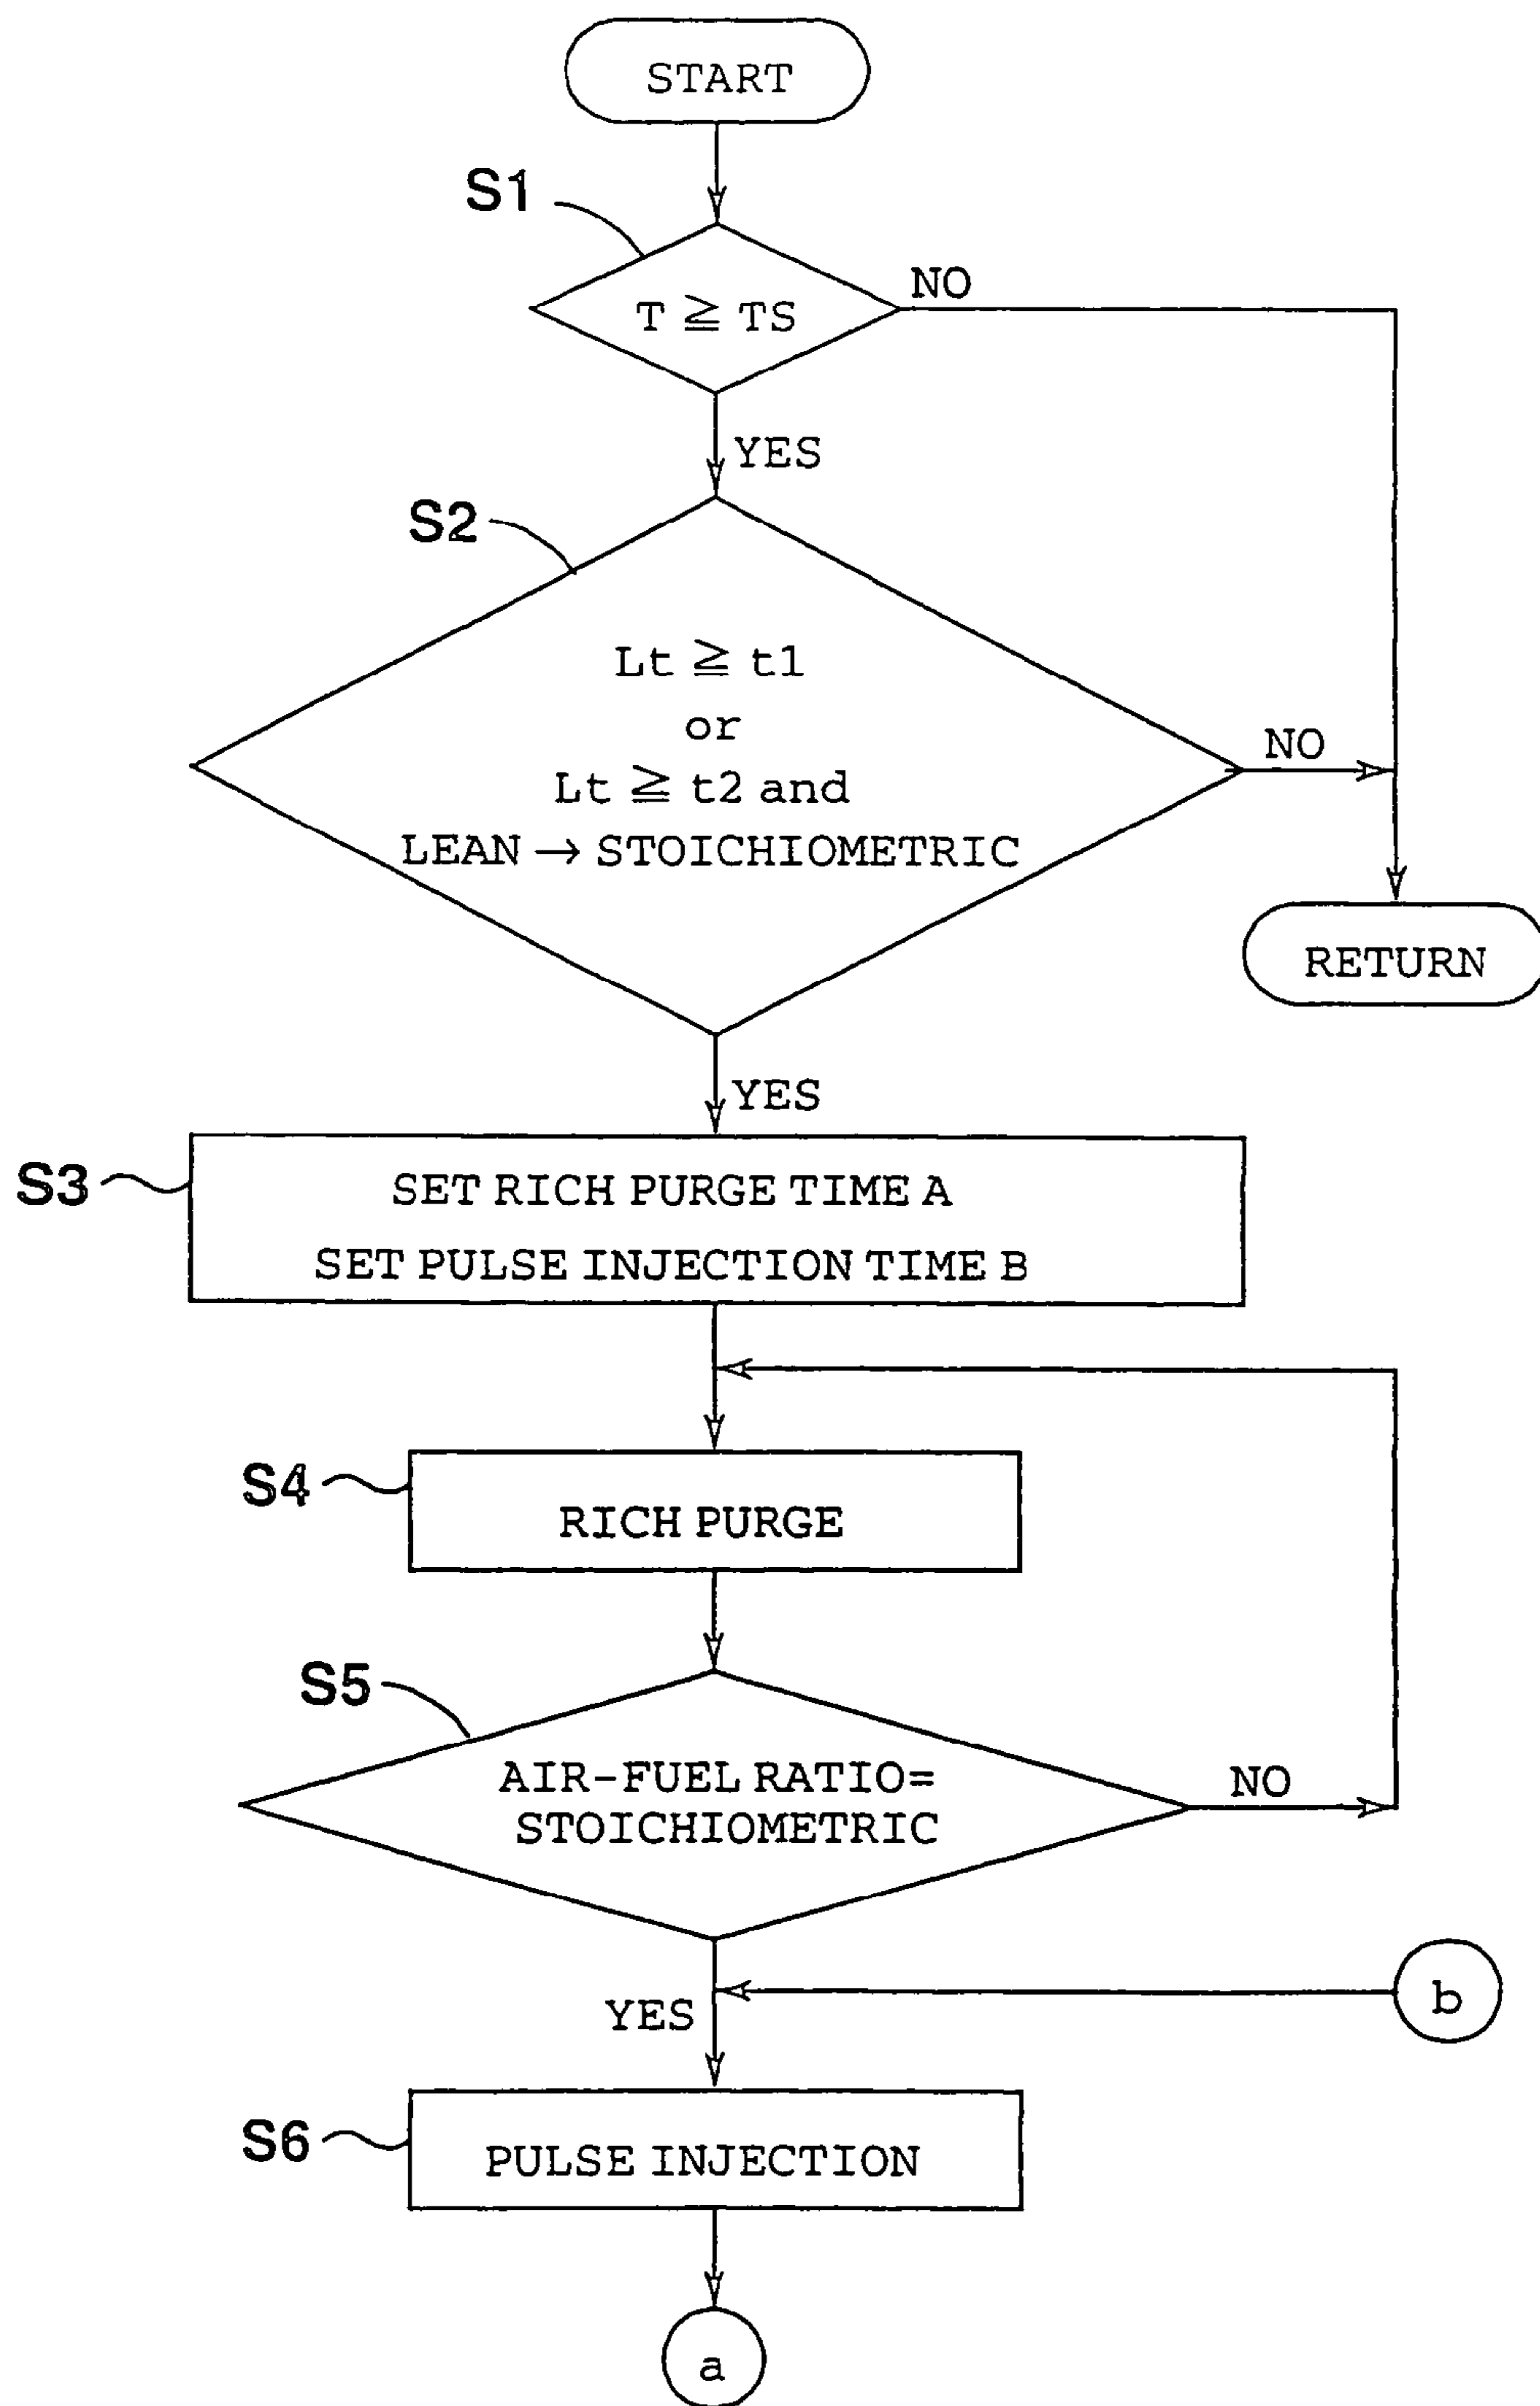 START
S1
T ≧ TS
NO
YES
S2
Lt ≧ t1
or
Lt ≧ t2 and
LEAN → STOICHIOMETRIC
NO
RETURN
YES
S3
SET RICH PURGE TIME A
SET PULSE INJECTION TIME B
S4
RICH PURGE
S5
AIR-FUEL RATIO=
STOICHIOMETRIC
NO
YES
b
S6
PULSE INJECTION
a